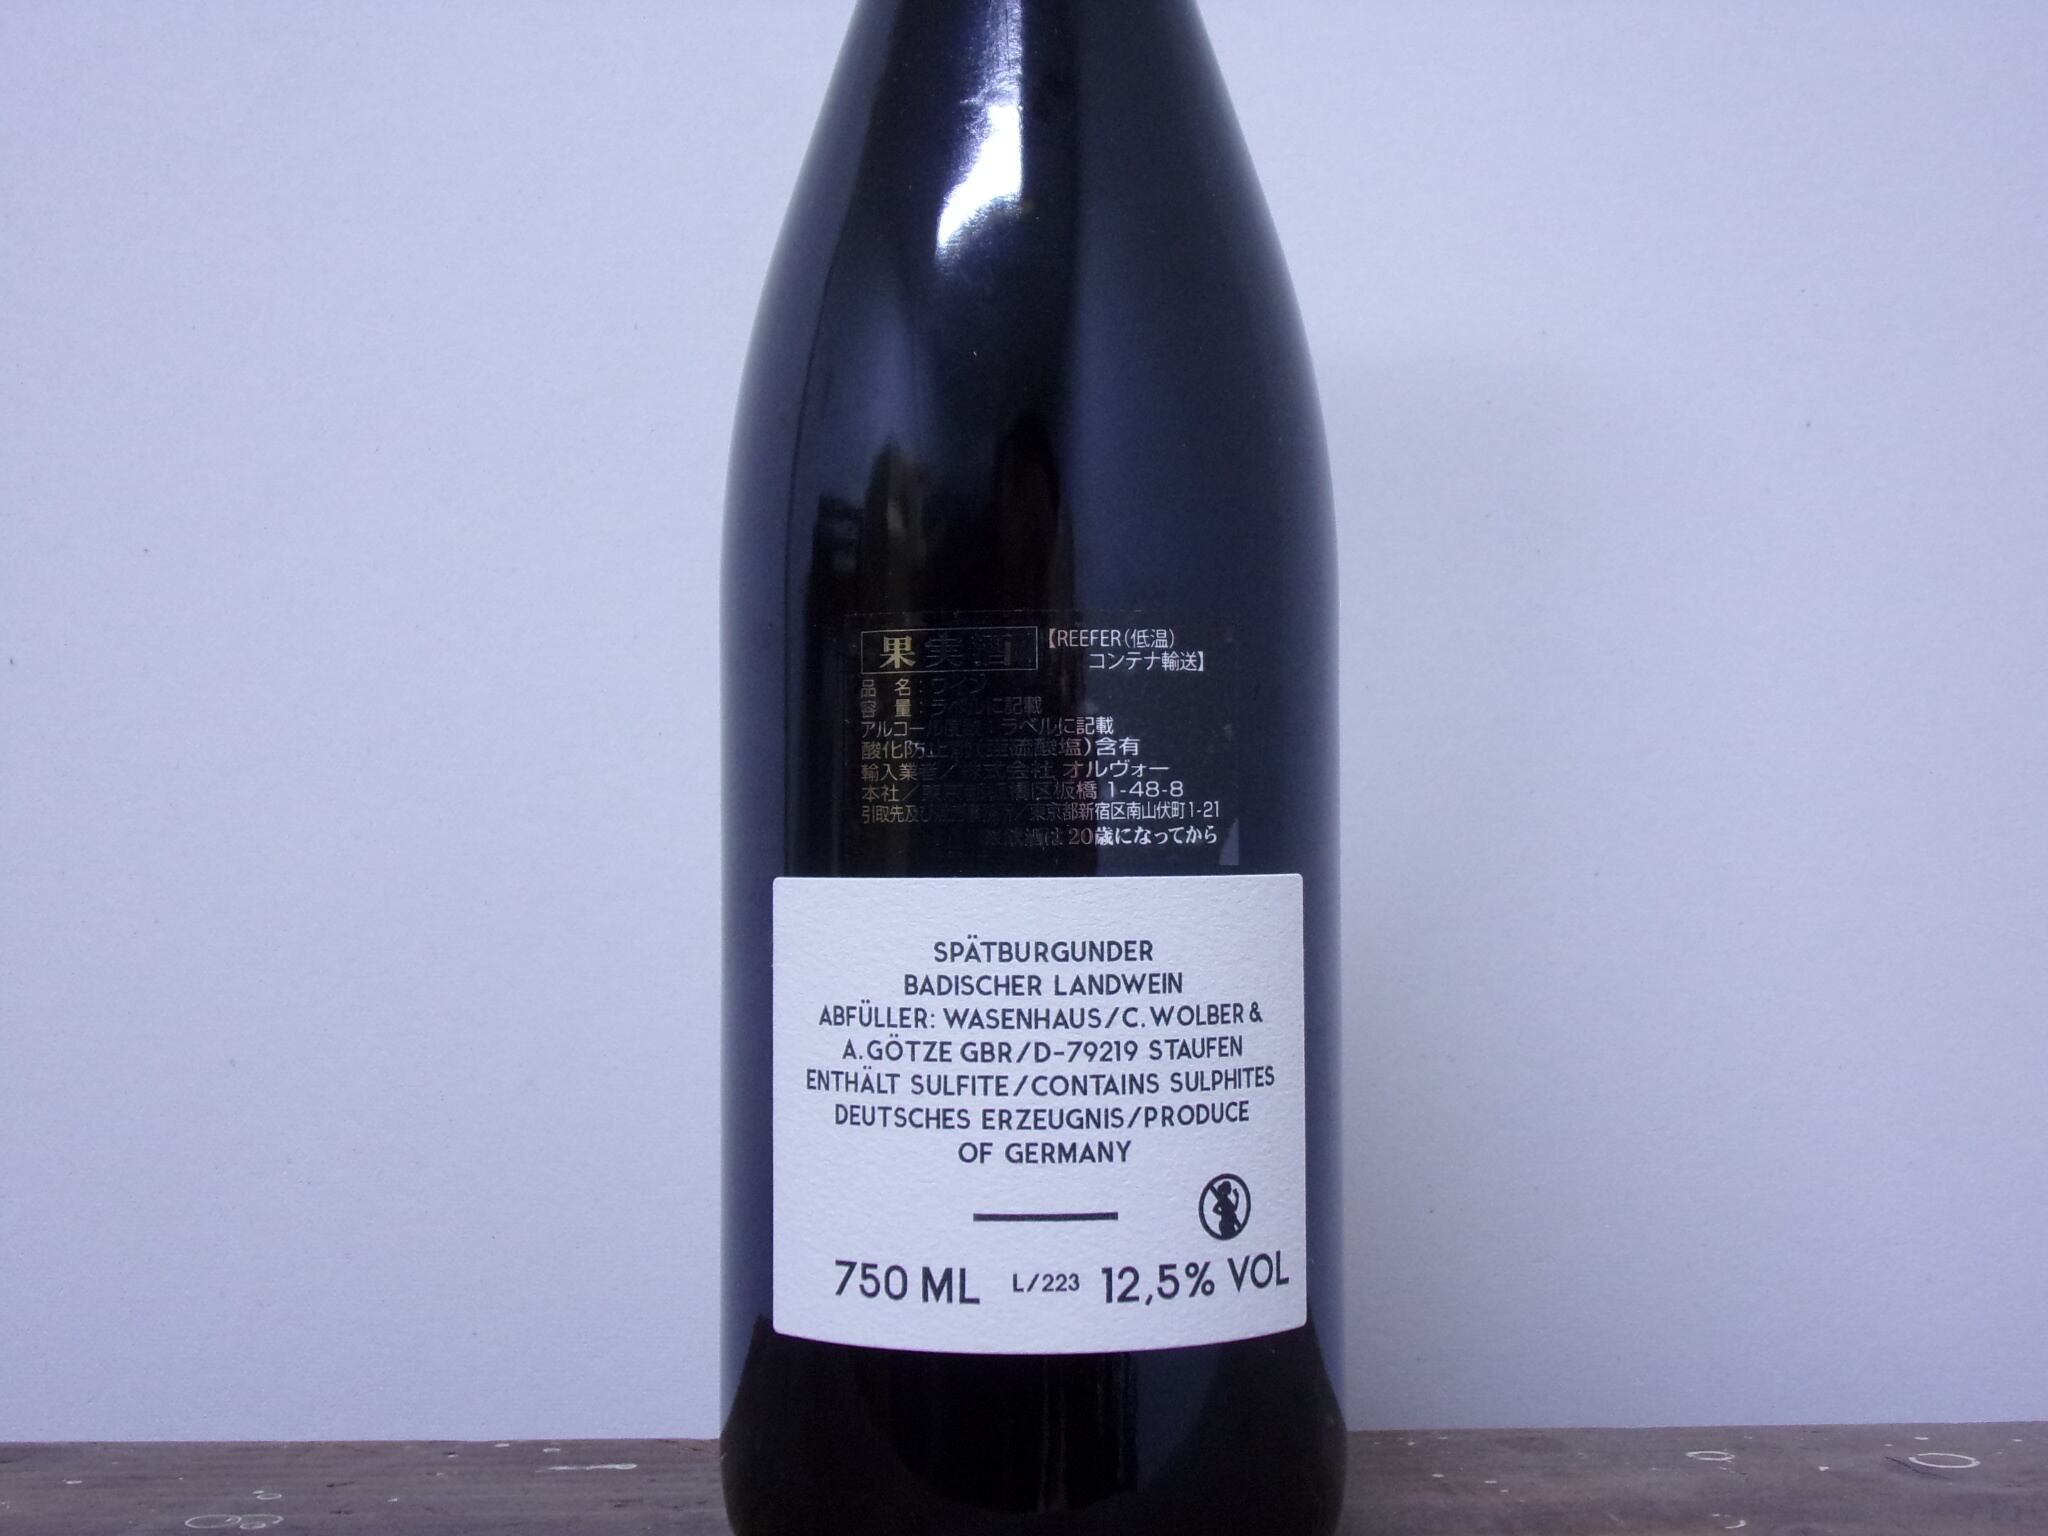 果実酒 【REEFER(低温)
コンテナ輸送】
品 名:ワイン
容 量:ラベルに記載
アルコール度数:ラベルに記載
酸化防止剤(亜硫酸塩)含有
輸入業者/株式会社 オルヴォー
本社/東京都板橋区板橋 1-48-8
引取先及び 東京都新宿区南山伏町1-21
※飲酒は20歳になってから
SPÄTBURGUNDER
BADISCHER LANDWEIN
ABFÜLLER: WASENHAUS/C. WOLBER &
A. GÖTZE GBR/D-79219 STAUFEN
ENTHÄLT SULFITE/CONTAINS SULPHITES
DEUTSCHES ERZEUGNIS/PRODUCE
OF GERMANY
750 ML L/223 12,5% VOL